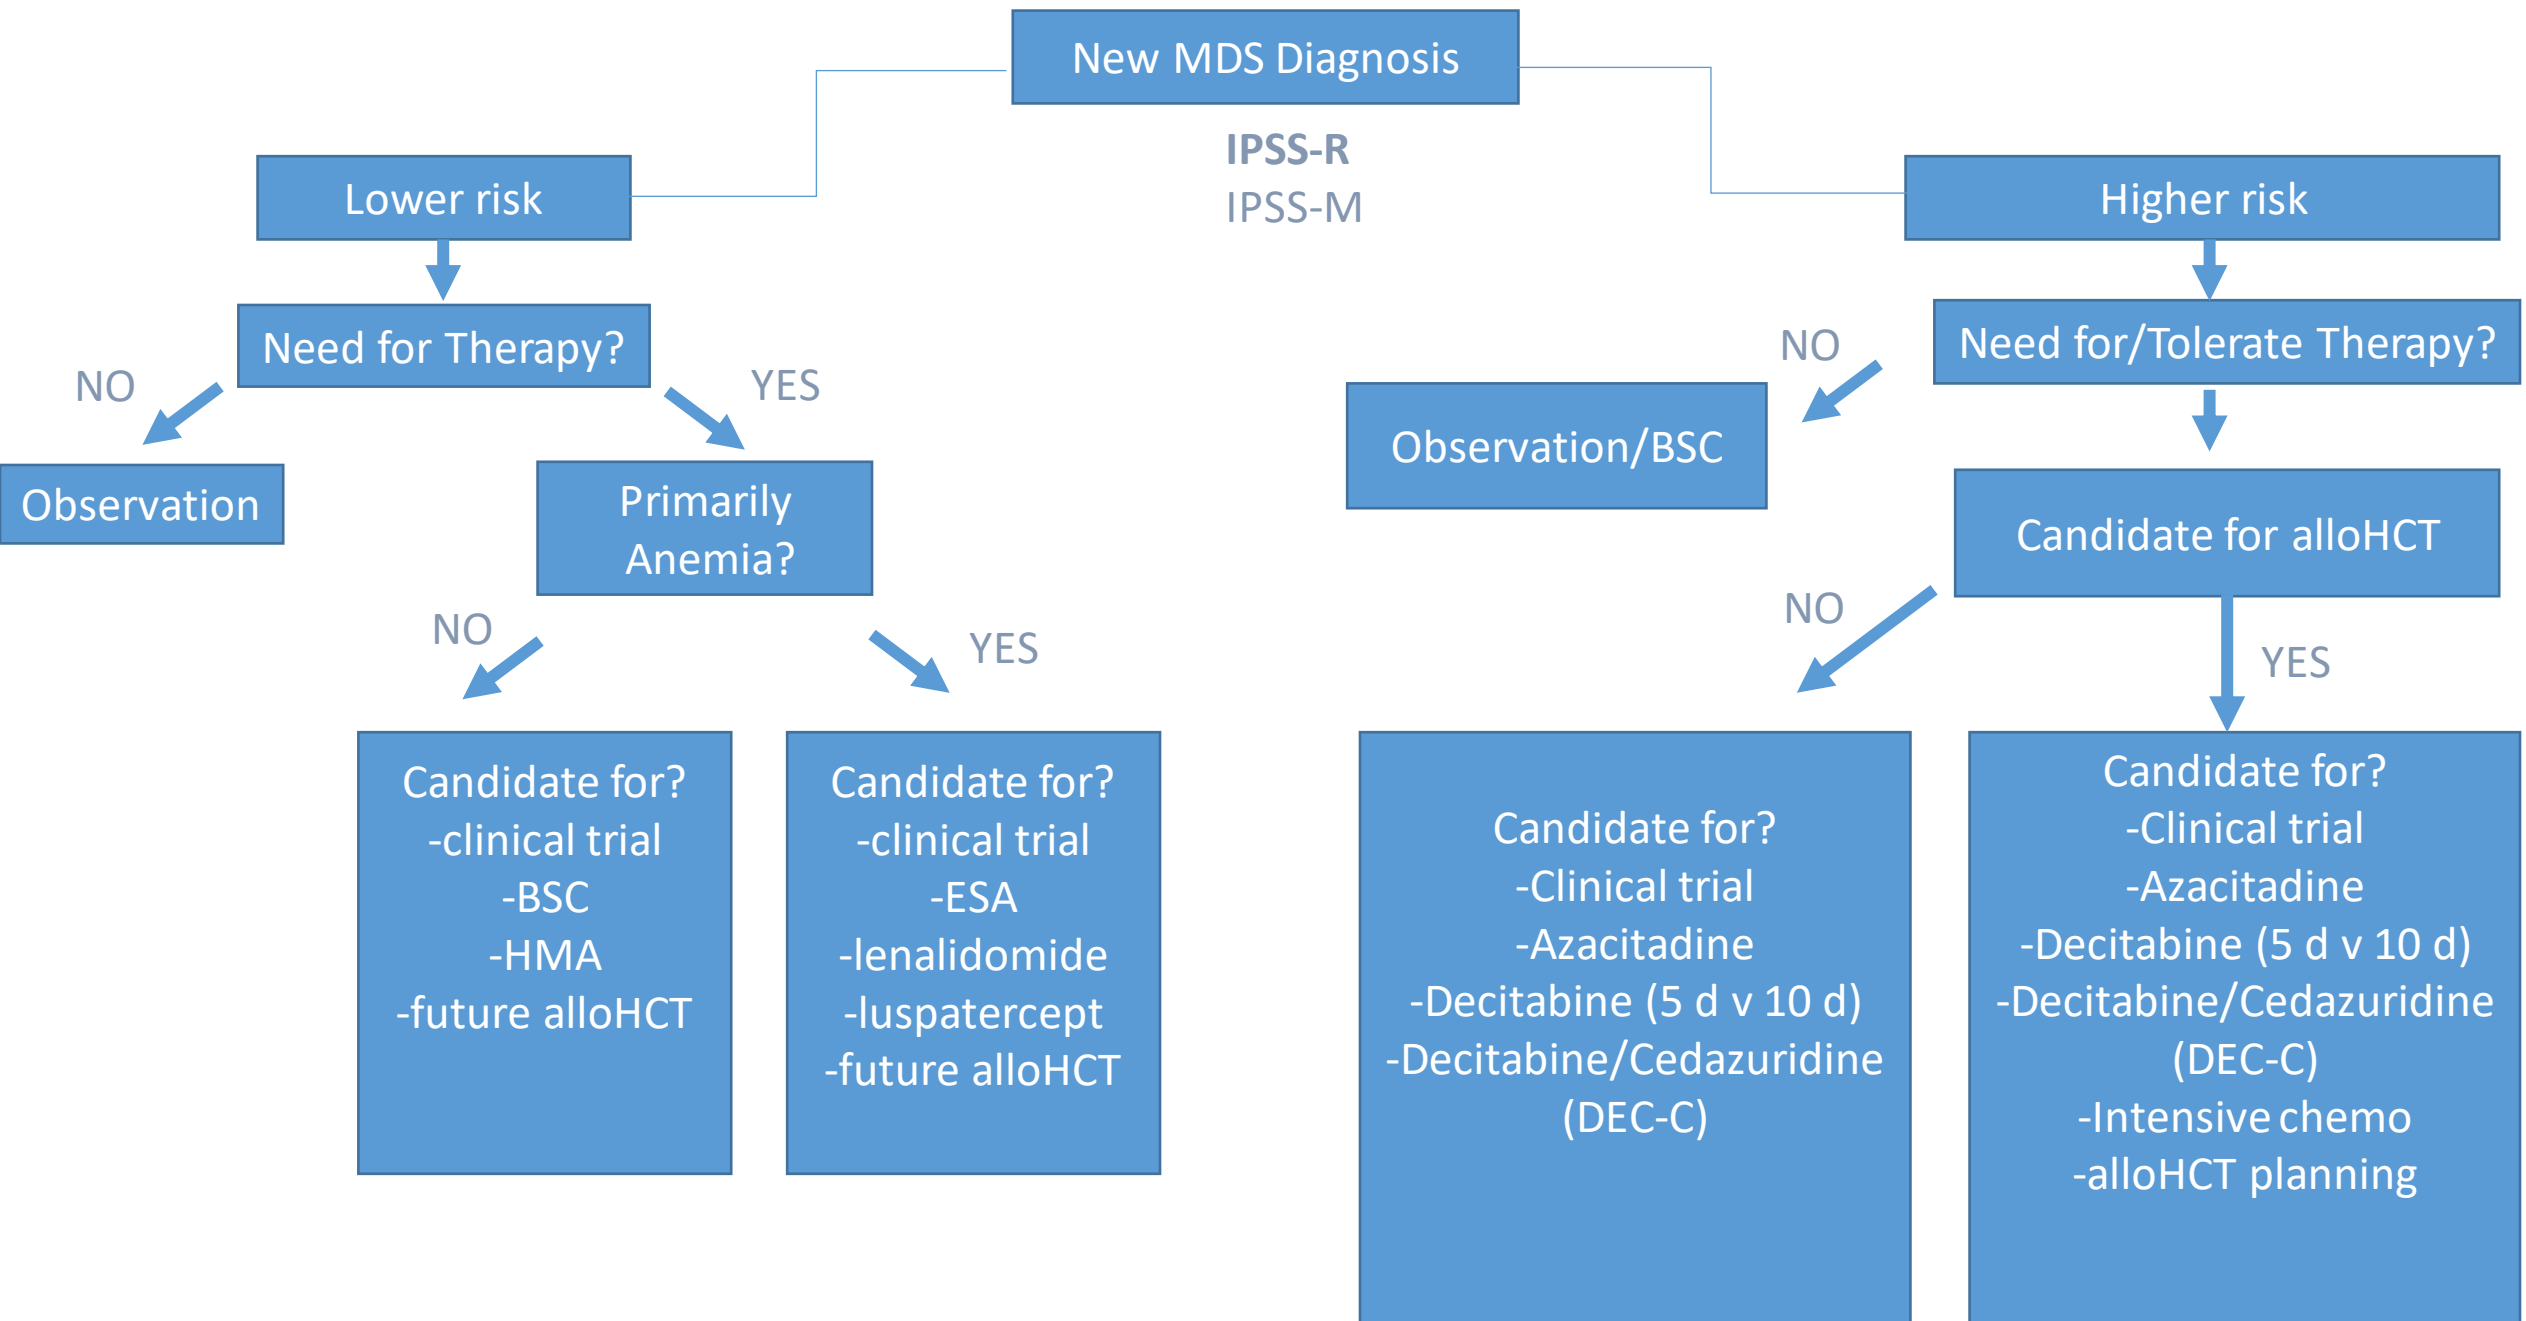 New MDS Diagnosis
IPSS-R
IPSS-M
Lower risk
Higher risk
Need for Therapy?
Need for/Tolerate Therapy?
NO
YES
NO
Observation
Primarily
Anemia?
Observation/BSC
Candidate for alloHCT
NO
YES
NO
YES
Candidate for?
-clinical trial
-BSC
-HMA
-future alloHCT
Candidate for?
-clinical trial
-ESA
-lenalidomide
-luspatercept
-future alloHCT
Candidate for?
-Clinical trial
-Azacitadine
-Decitabine (5 d v 10 d)
-Decitabine/Cedazuridine
(DEC-C)
Candidate for?
-Clinical trial
-Azacitadine
-Decitabine (5 d v 10 d)
-Decitabine/Cedazuridine
(DEC-C)
-Intensive chemo
-alloHCT planning